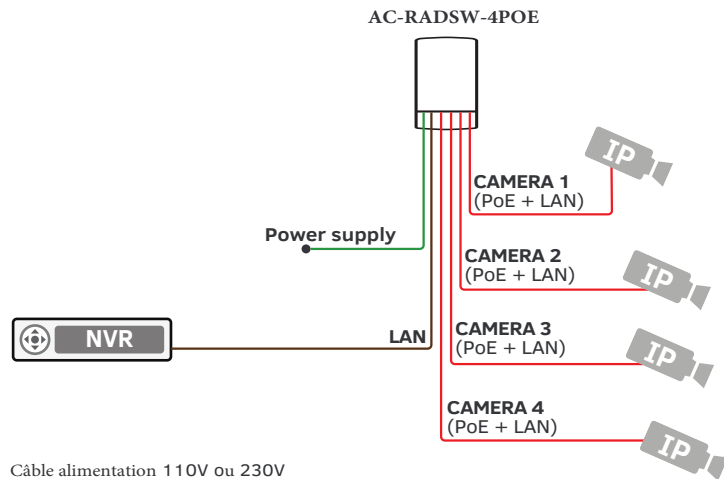 AC-RADSW-4POE
IP
CAMERA 1
(PoE + LAN)
Power supply
CAMERA 2
(PoE + LAN)
IP
NVR
LAN
CAMERA 3
(PoE + LAN)
IP
CAMERA 4
(PoE + LAN)
IP
Câble alimentation 110V ou 230V